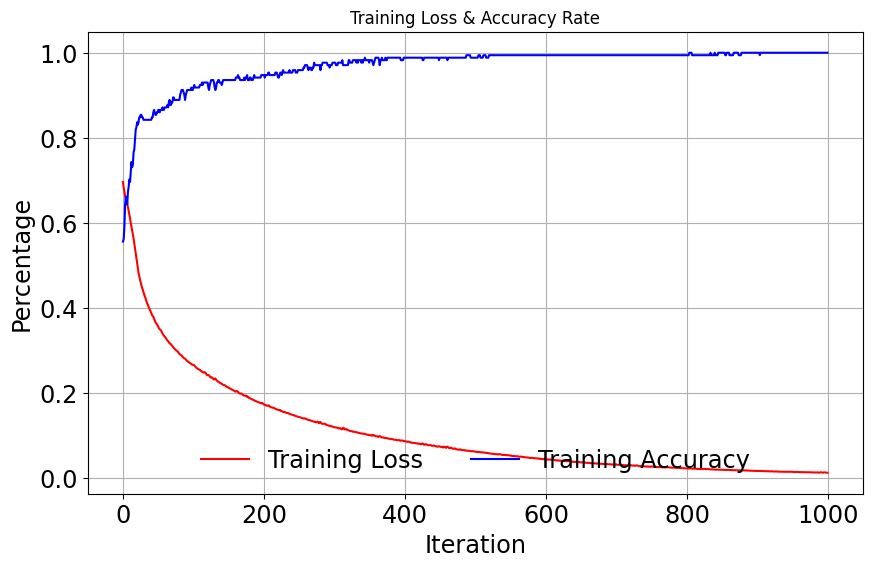 Training Loss & Accuracy Rate
1.0
0.8
0.6
0.4
0.2
0.0
Percentage
Training Loss
Training Accuracy
0 200 400 600 800 1000
Iteration